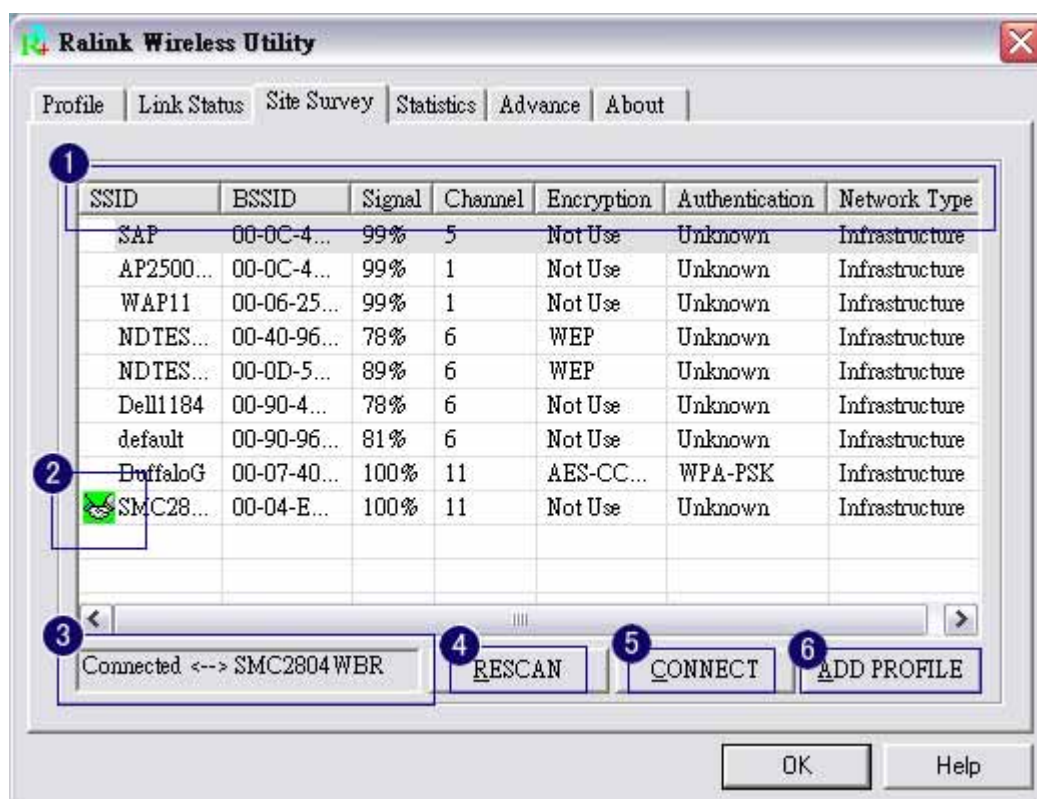 Ralink Wireless Utility
Profile Link Status Site Survey Statistics Advance About
1
SSID BSSID Signal Channel Encryption Authentication Network Type
SAP 00-0C-4... 99% 5 Not Use Unknown Infrastructure
AP2500... 00-0C-4... 99% 1 Not Use Unknown Infrastructure
WAP11 00-06-25... 99% 1 Not Use Unknown Infrastructure
NDTES... 00-40-96... 78% 6 WEP Unknown Infrastructure
NDTES... 00-0D-5... 89% 6 WEP Unknown Infrastructure
Dell1184 00-90-4... 78% 6 Not Use Unknown Infrastructure
default 00-90-96... 81% 6 Not Use Unknown Infrastructure
2
BuffaloG 00-07-40... 100% 11 AES-CC... WPA-PSK Infrastructure
SMC28... 00-04-E... 100% 11 Not Use Unknown Infrastructure
3 4 5 6
Connected <--> SMC2804WBR RESCAN CONNECT ADD PROFILE
OK Help